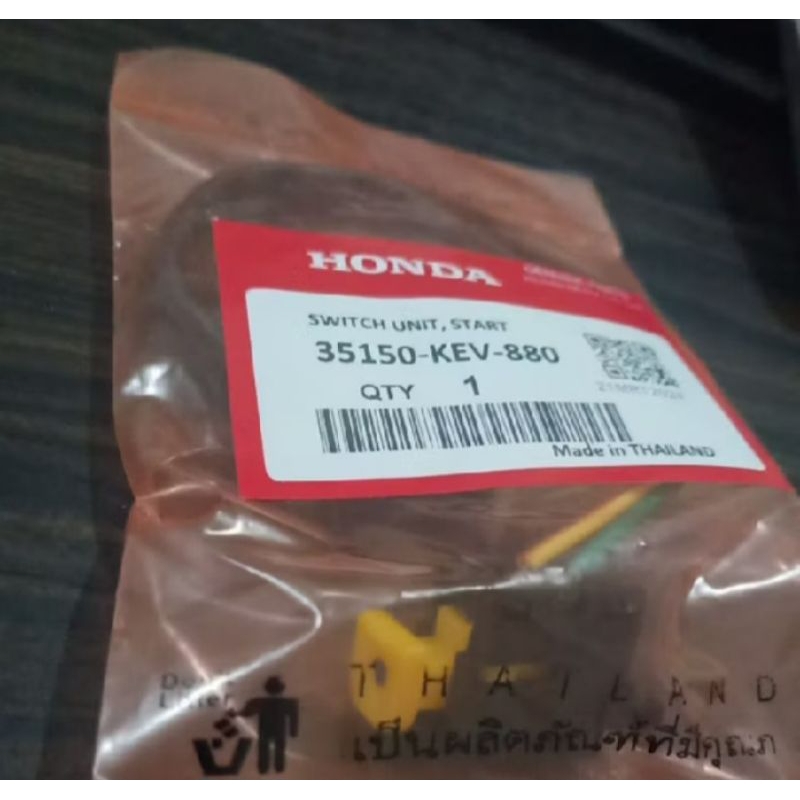 HONDA
SWITCH UNIT, START
35150-KEV-880
QTY 1
Made in THAILAND
THAILAND
เป็นผลิตภัณฑ์ที่มีคุณภ